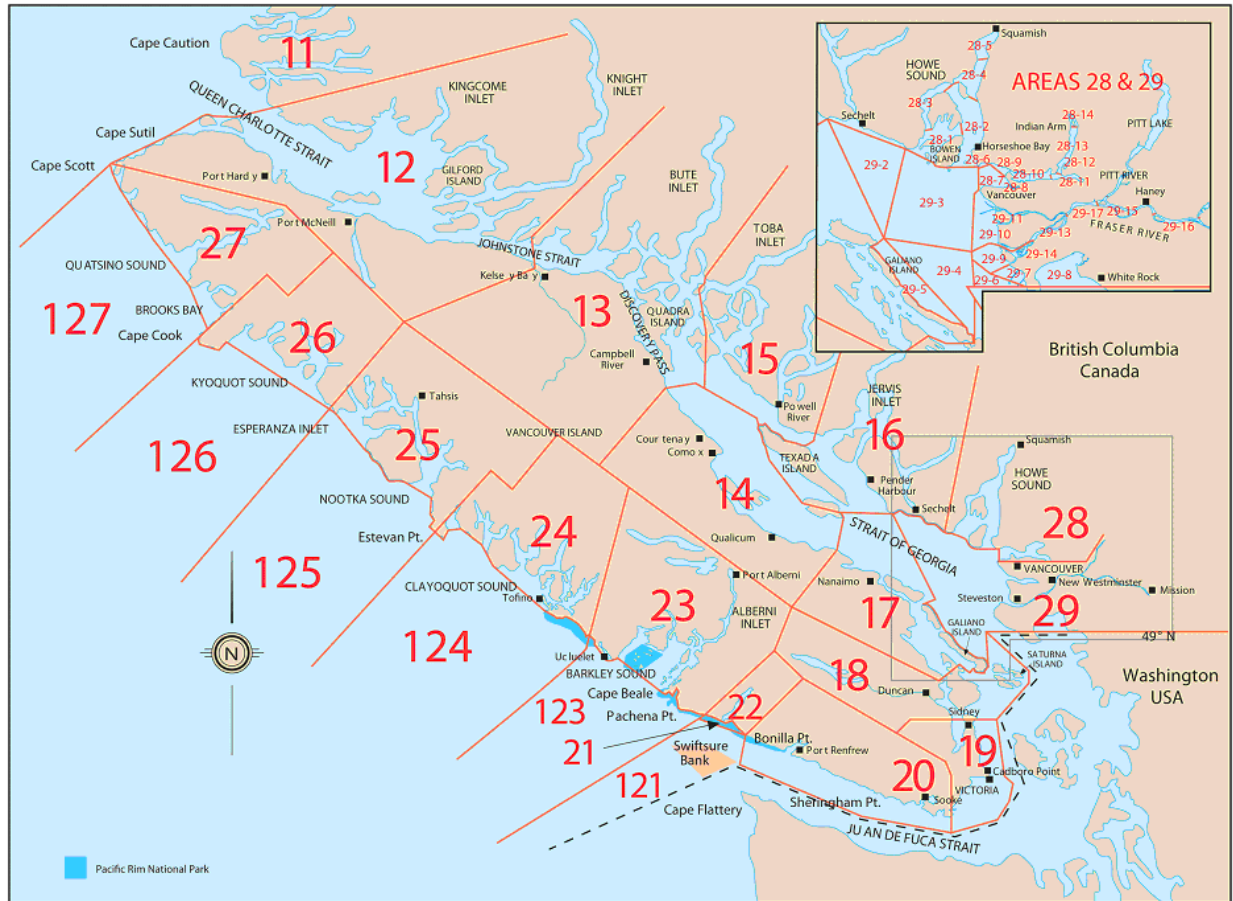 Cape Caution
11
KINGCOME
INLET
KNIGHT
INLET
QUEEN CHARLOTTE STRAIT
Cape Sutil
Cape Scott
12
Port Hard y
GILFORD
ISLAND
BUTE
INLET
Port McNeill
27
JOHNSTONE STRAIT
TOBA
INLET
QUATSINO SOUND
Kelse y Ba y
13
DISCOVERY PASS
QUADRA
ISLAND
127
BROOKS BAY
Cape Cook
26
15
Campbell
River
KYOQUOT SOUND
Tahsis
Po well
River
JERVIS
INLET
ESPERANZA INLET
25
VANCOUVER ISLAND
Cour tena y
Como x
16
126
TEXAD A
ISLAND
NOOTKA SOUND
14
Pender
Harbour
Sechelt
Squamish
HOWE
SOUND
28
Estevan Pt.
24
Qualicum
STRAIT OF GEORGIA
125
CLAYOQUOT SOUND
Tofino
23
Port Albemi
ALBERNI
INLET
Nanaimo
17
VANCOUVER
New Westminster
Steveston
Mission
29
GALIANO
ISLAND
49° N
124
N
Uc luelet
BARKLEY SOUND
Cape Beale
18
Duncan
SATURNA
ISLAND
Washington
USA
123
Pachena Pt.
22
Sidney
21
Swiftsure
Bank
Bonilla Pt.
Port Renfrew
19
20
Cadboro Point
VICTORIA
121
Cape Flattery
Sheringham Pt.
Sooke
JU AN DE FUCA STRAIT
Pacific Rim National Park
British Columbia
Canada
Squamish
28-5
HOWE
SOUND
28-4
AREAS 28 & 29
28-3
Sechelt
28-2
28-14
Indian Arm
PITT LAKE
28-1
BOWEN
ISLAND
Horseshoe Bay
28-13
28-6
28-9
28-12
29-2
28-7
28-10
28-11
PITT RIVER
28-8
Vancouver
Haney
29-3
29-11
29-17
29-15
29-16
29-10
29-13
FRASER RIVER
GALIANO
ISLAND
29-4
29-9
29-14
29-5
29-6
29-7
29-8
White Rock